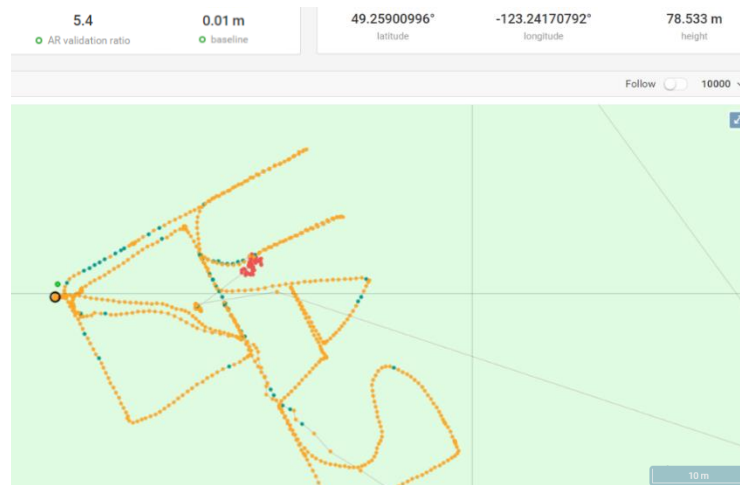 5.4
AR validation ratio
0.01 m
baseline
49.25900996°
latitude
-123.24170792°
longitude
78.533 m
height
Follow
10000
10 m